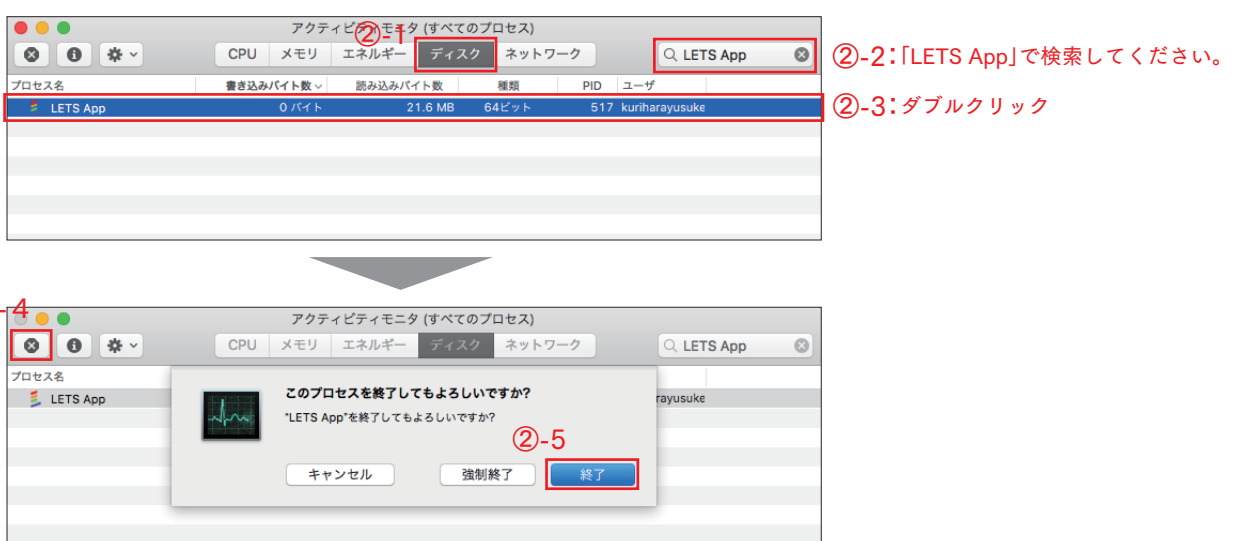 アクティビティモニタ (すべてのプロセス)
②-1
CPU メモリ エネルギー ディスク ネットワーク LETS App
②-2：「LETS App」で検索してください。
プロセス名 書き込みバイト数 読み込みバイト数 種類 PID ユーザ
LETS App 0 バイト 21.6 MB 64ビット 517 kuriharayusuke
②-3：ダブルクリック
-4
アクティビティモニタ (すべてのプロセス)
CPU メモリ エネルギー ディスク ネットワーク LETS App
プロセス名
LETS App rayusuke
このプロセスを終了してもよろしいですか?
"LETS App"を終了してもよろしいですか?
②-5
キャンセル 強制終了 終了